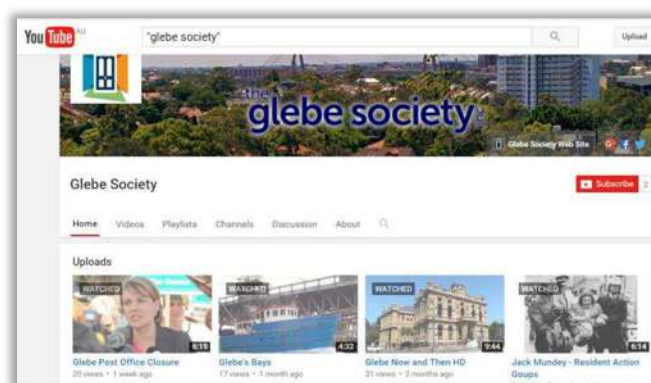 You Tube AU
"glebe society"
Upload
the
glebe society
Glebe Society Web Site
Glebe Society
Subscribe 2
Home Videos Playlists Channels Discussion About
Uploads
WATCHED WATCHED WATCHED WATCHED
6:19 4:32 9:44 6:14
Glebe Post Office Closure Glebe's Bays Glebe Now and Then HD Jack Mundey - Resident Action
Goups
20 views • 1 week ago 17 views • 1 month ago 31 views • 2 months ago